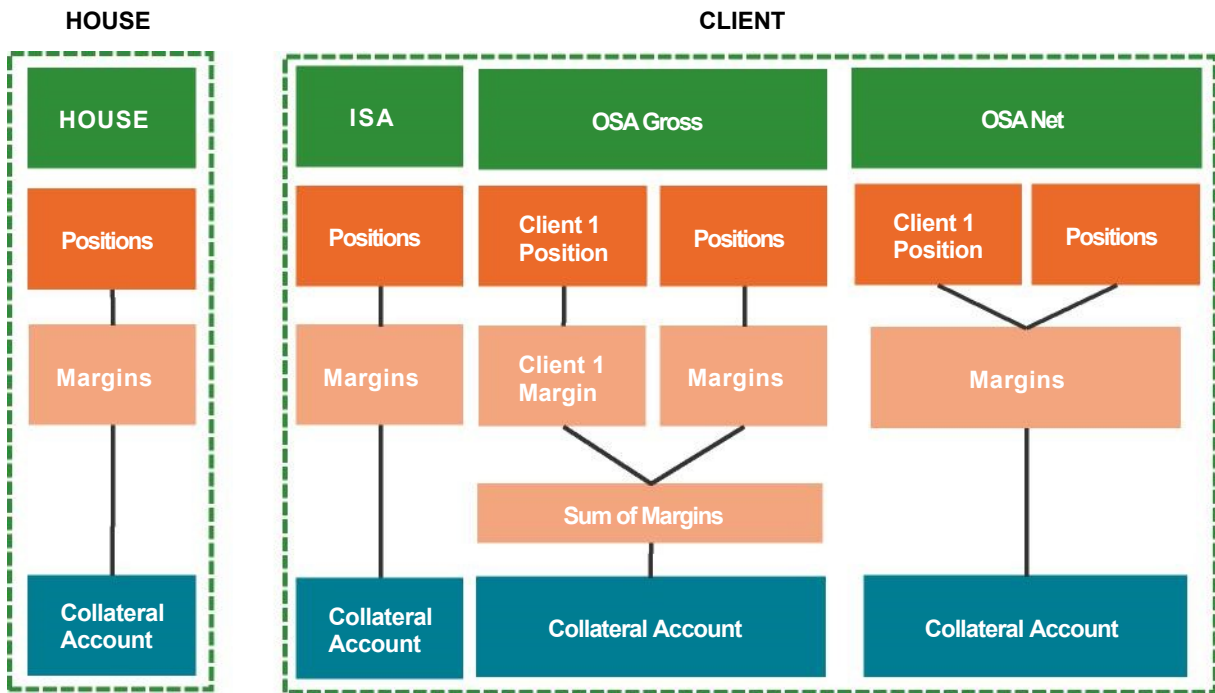 HOUSE
CLIENT
HOUSE
ISA
OSA Gross
OSA Net
Positions
Positions
Client 1
Position
Positions
Client 1
Position
Positions
Margins
Margins
Client 1
Margin
Margins
Margins
Sum of Margins
Collateral
Account
Collateral
Account
Collateral Account
Collateral Account